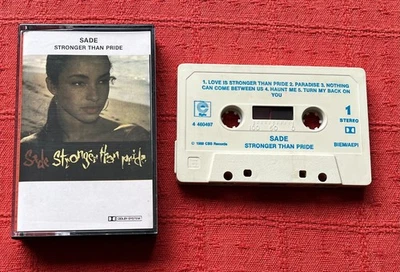 SADE
STRONGER THAN PRIDE
Sade Stronger than pride
DOLBY SYSTEM
1. LOVE IS STRONGER THAN PRIDE 2. PARADISE 3. NOTHING
CAN COME BETWEEN US 4. HAUNT ME 5. TURN MY BACK ON
YOU
Epic
4 460497
1
STEREO
SADE
STRONGER THAN PRIDE
℗ 1988 CBS Records
BIEM/AEPI